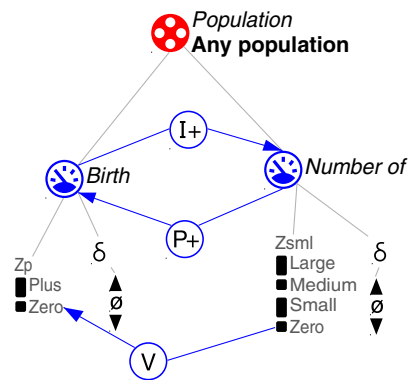 Population
Any population
I+
Birth
Number of
P+
δ
Zp
Plus
Zero
ø
Zsml
Large
Medium
Small
Zero
δ
ø
V